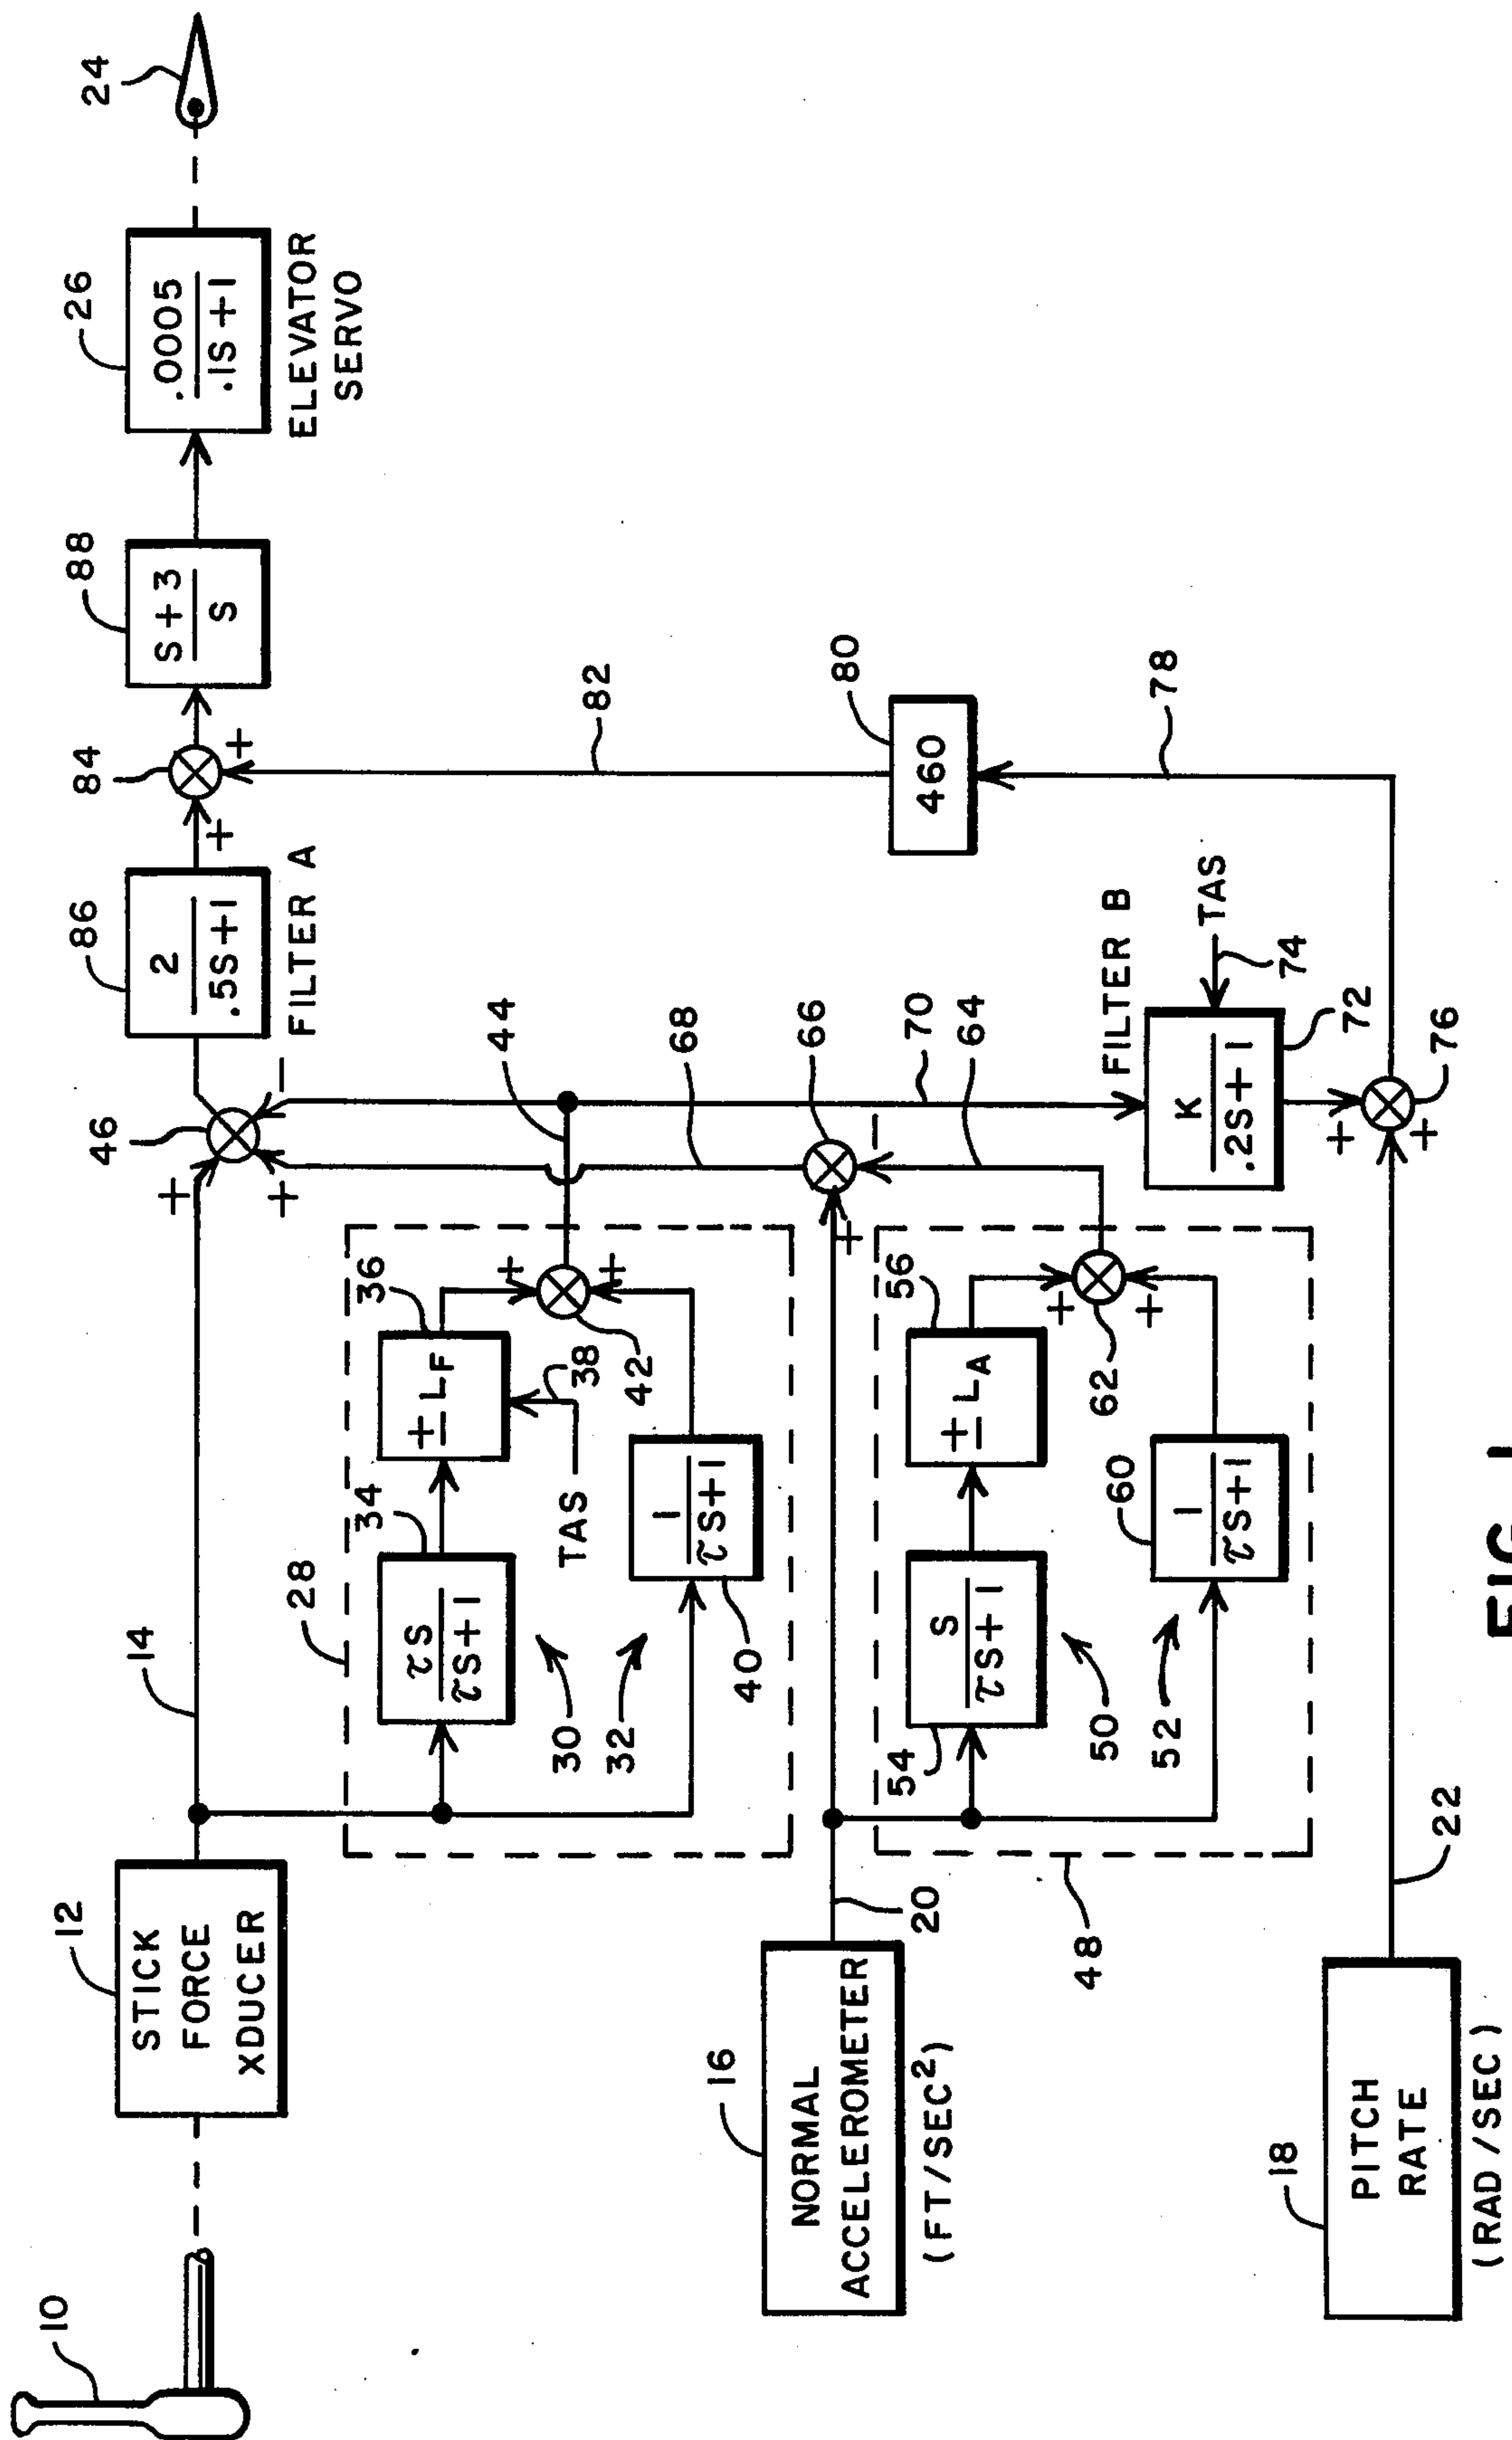 10
12
STICK
FORCE
XDUCER
14
46
+
+
+
−
86
2
.5S+1
FILTER A
84
+
+
88
S+3
S
26
.0005
.1S+1
ELEVATOR
SERVO
24
28
34
τS
τS+1
36
± LF
38
TAS
30
32
40
1
τS+1
+
+
42
44
68
82
16
NORMAL
ACCELEROMETER
(FT/SEC²)
20
66
+
−
70
64
80
460
48
54
S
τS+1
56
± LA
50
52
60
1
τS+1
+
+
62
FILTER B
K
.2S+1
72
TAS
74
78
18
PITCH
RATE
(RAD/SEC)
22
+
+
76
FIG. 1